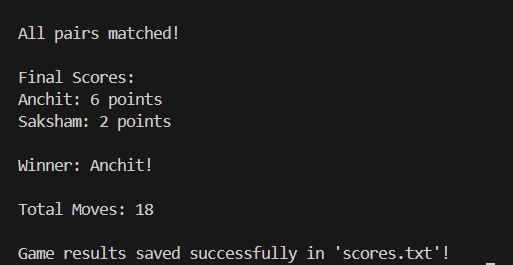 All pairs matched!
Final Scores:
Anchit: 6 points
Saksham: 2 points
Winner: Anchit!
Total Moves: 18
Game results saved successfully in 'scores.txt'!